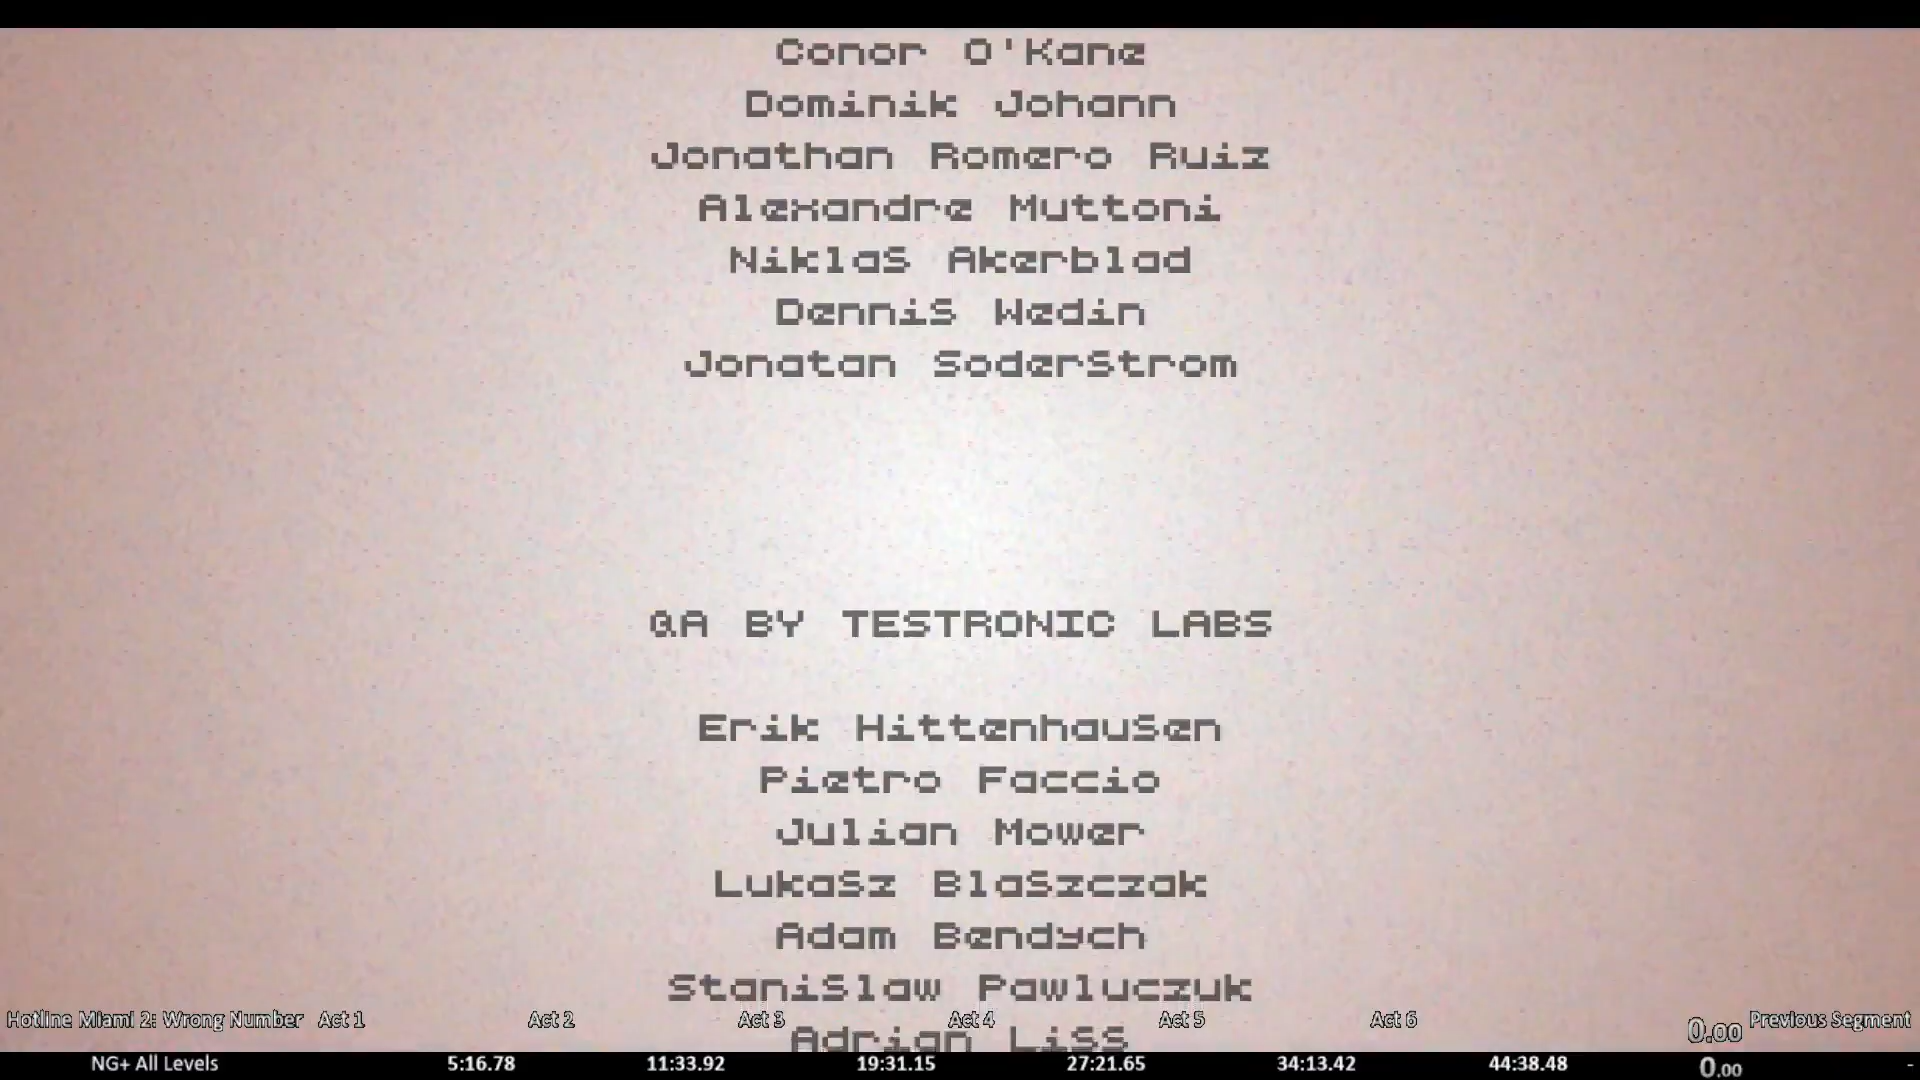 Conor O'Kane
Dominik Johann
Jonathan Romero Ruiz
Alexandre Muttoni
Niklas Akerblad
Dennis Wedin
Jonatan Soderstrom
QA BY TESTRONIC LABS
Erik Hittenhausen
Pietro Faccio
Julian Mower
Lukasz Blaszczak
Adam Bendych
Stanislaw Pawluczuk
Adrian Liss
Hotline Miami 2: Wrong Number Act 1 Act 2 Act 3 Act 4 Act 5 Act 6 0.00 Previous Segment
NG+ All Levels 5:16.78 11:33.92 19:31.15 27:21.65 34:13.42 44:38.48 0.00 -